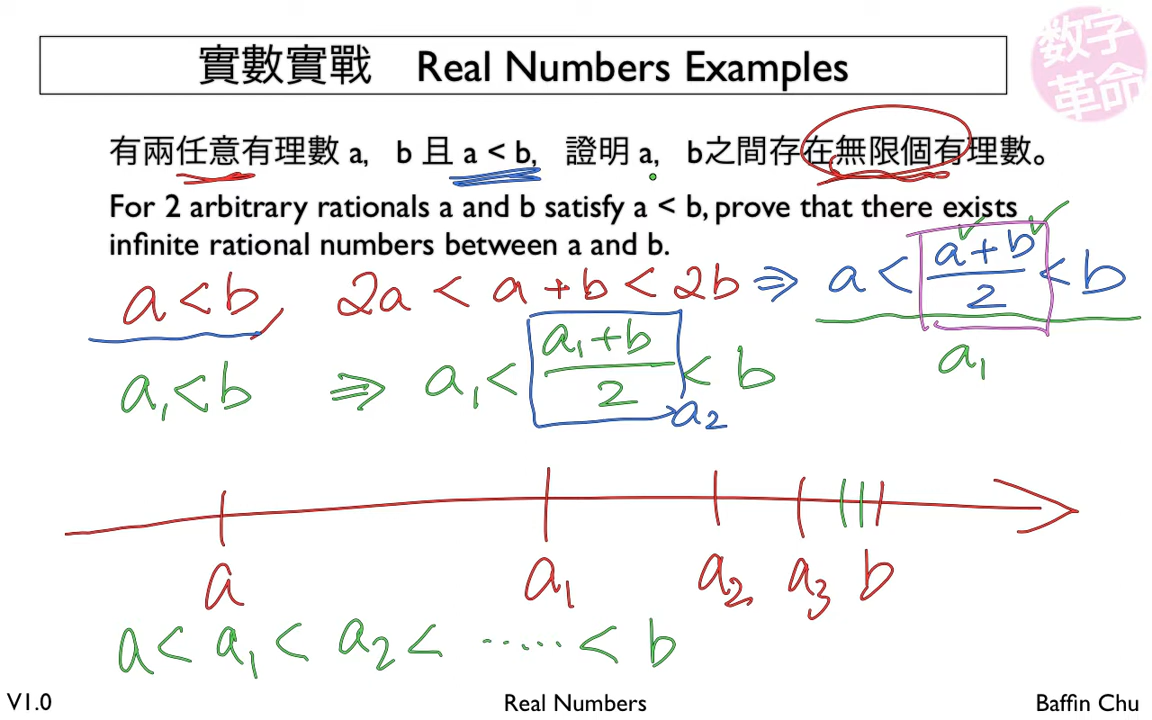 實數實戰 Real Numbers Examples
数字
革命
有兩任意有理數 a, b 且 a < b, 證明 a, b之間存在無限個有理數。
For 2 arbitrary rationals a and b satisfy a < b, prove that there exists
infinite rational numbers between a and b.
a < b, 2a < a + b < 2b ⇒ a < (a+b)/2 < b
a₁
a₁ < b ⇒ a₁ < (a₁+b)/2 < b
a₂
a a₁ a₂ a₃ b
a < a₁ < a₂ < ...... < b
V1.0 Real Numbers Baffin Chu